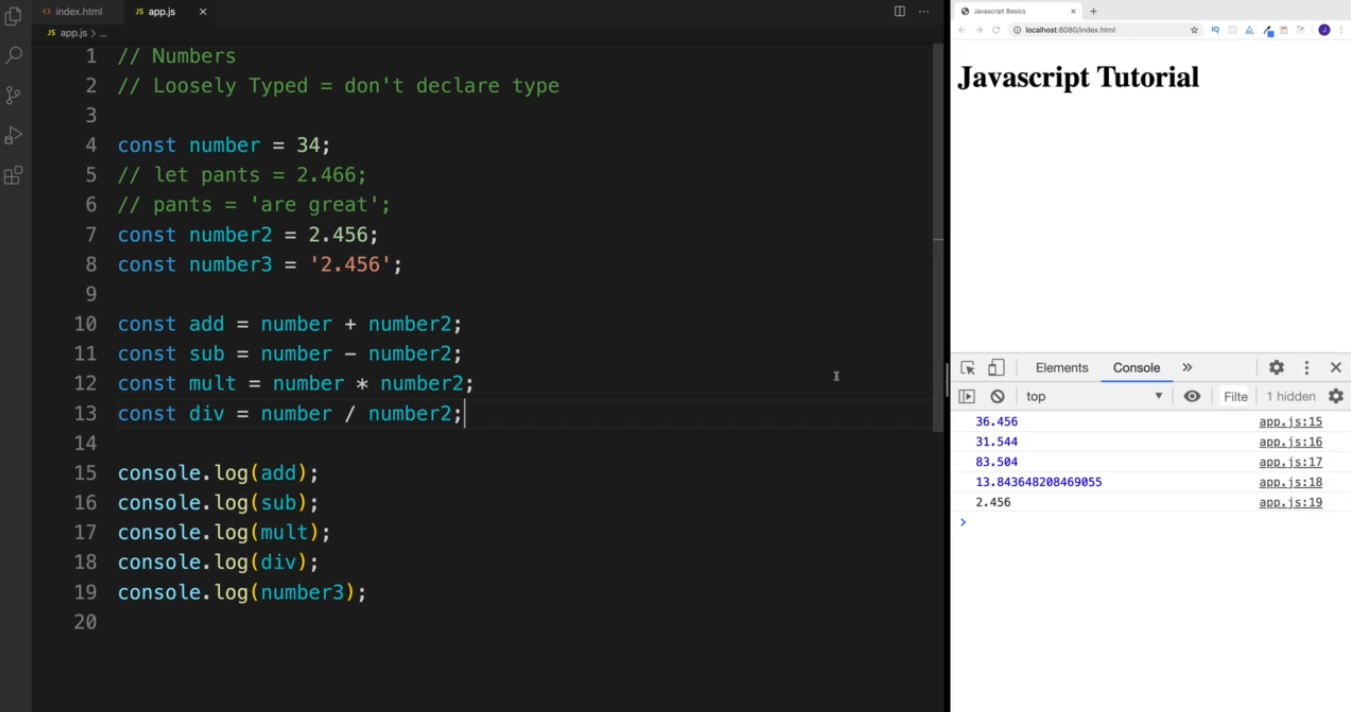 index.html
JS app.js
JS app.js > ...
1 // Numbers
2 // Loosely Typed = don't declare type
3
4 const number = 34;
5 // let pants = 2.466;
6 // pants = 'are great';
7 const number2 = 2.456;
8 const number3 = '2.456';
9
10 const add = number + number2;
11 const sub = number - number2;
12 const mult = number * number2;
13 const div = number / number2;
14
15 console.log(add);
16 console.log(sub);
17 console.log(mult);
18 console.log(div);
19 console.log(number3);
20
Javascript Basics
localhost:8080/index.html
IQ
J
Javascript Tutorial
Elements Console
top Filte 1 hidden
36.456 app.js:15
31.544 app.js:16
83.504 app.js:17
13.843648208469055 app.js:18
2.456 app.js:19